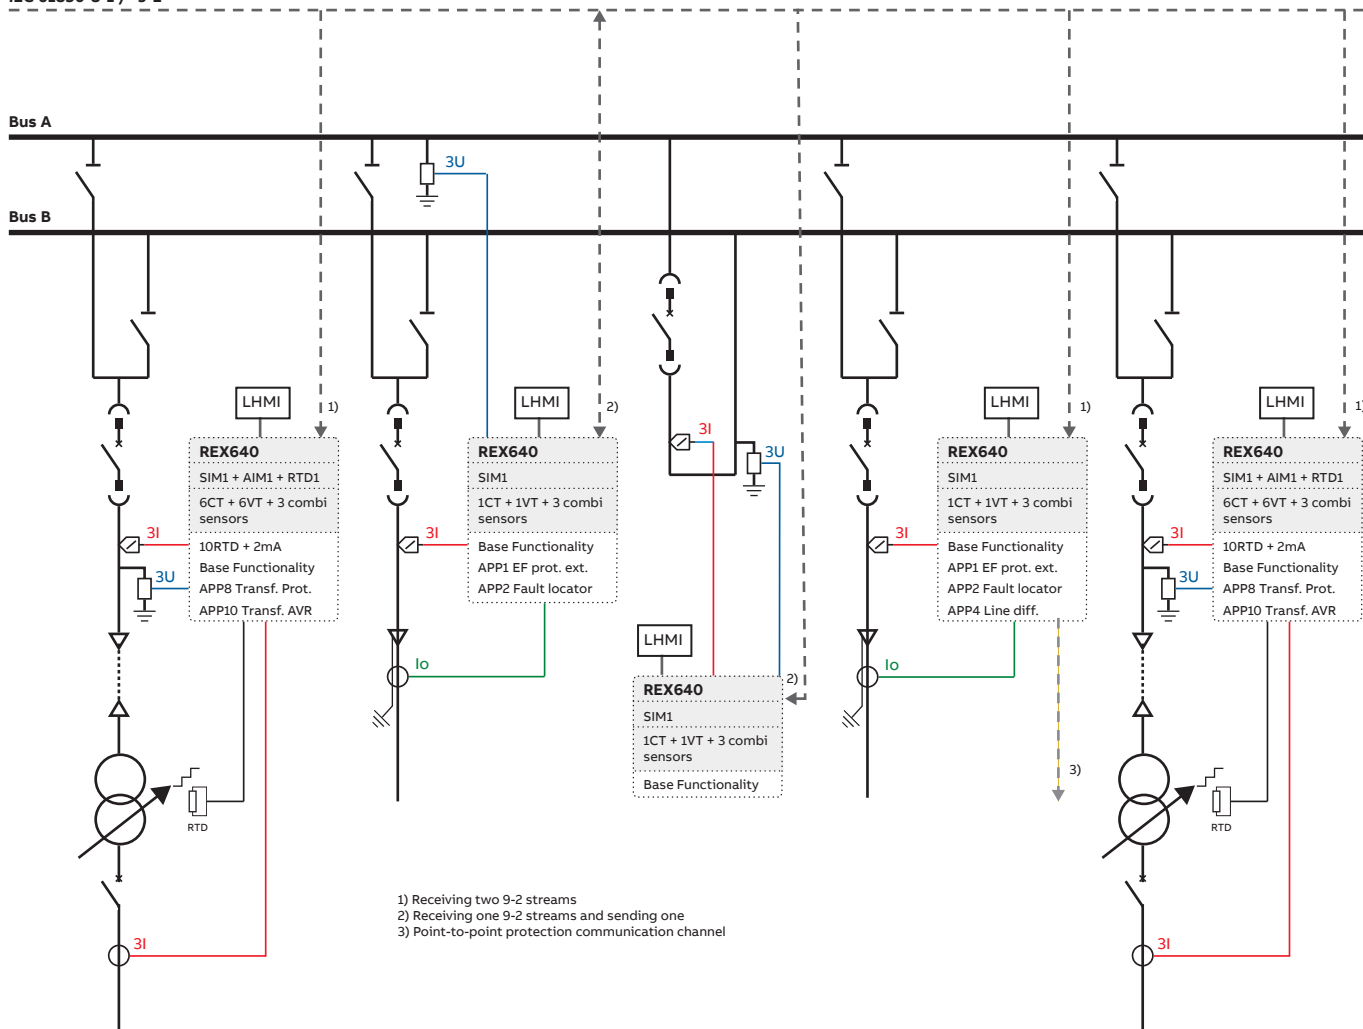 Bus A
3U
Bus B
LHMI
1)
REX640
SIM1 + AIM1 + RTD1
6CT + 6VT + 3 combi
sensors
10RTD + 2mA
Base Functionality
APP8 Transf. Prot.
APP10 Transf. AVR
3I
3U
RTD
3I
LHMI
2)
REX640
SIM1
1CT + 1VT + 3 combi
sensors
Base Functionality
APP1 EF prot. ext.
APP2 Fault locator
3I
Io
3I
3U
LHMI
2)
REX640
SIM1
1CT + 1VT + 3 combi
sensors
Base Functionality
LHMI
1)
REX640
SIM1
1CT + 1VT + 3 combi
sensors
Base Functionality
APP1 EF prot. ext.
APP2 Fault locator
APP4 Line diff.
3I
Io
3)
LHMI
1)
REX640
SIM1 + AIM1 + RTD1
6CT + 6VT + 3 combi
sensors
10RTD + 2mA
Base Functionality
APP8 Transf. Prot.
APP10 Transf. AVR
3I
3U
RTD
3I
1) Receiving two 9-2 streams
2) Receiving one 9-2 streams and sending one
3) Point-to-point protection communication channel